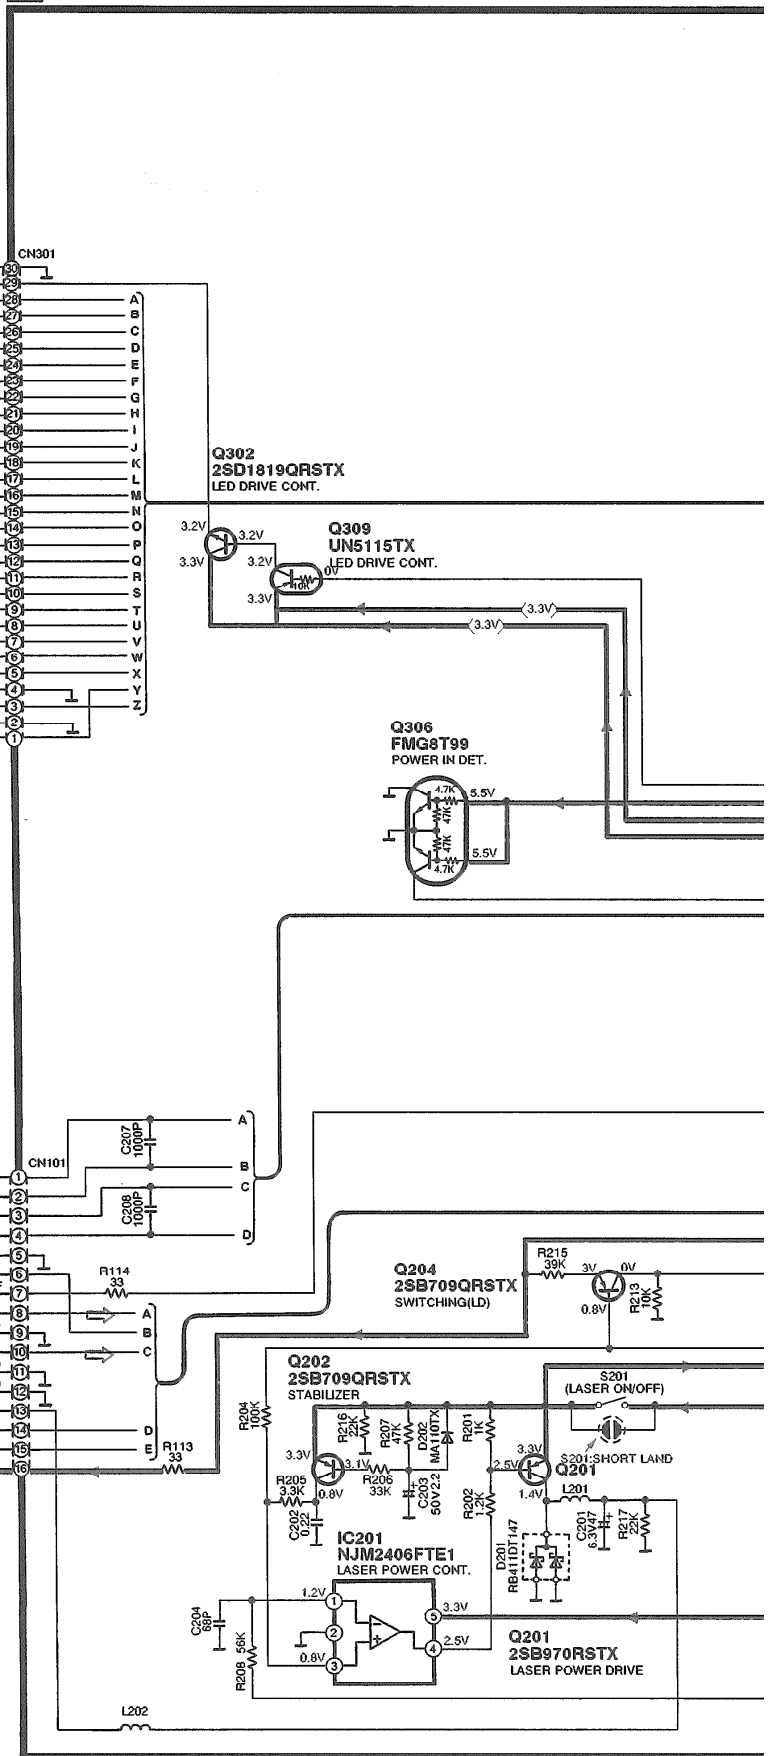 CN301
30
29
28 A
27 B
26 C
25 D
24 E
23 F
22 G
21 H
20 I
19 J
18 K
17 L
16 M
15 N
14 O
13 P
12 Q
11 R
10 S
9 T
8 U
7 V
6 W
5 X
4 Y
3 Z
2
1
Q302
2SD1819QRSTX
LED DRIVE CONT.
3.2V
3.2V
3.3V
Q309
UN5115TX
LED DRIVE CONT.
3.2V
0V
10K
3.3V
(3.3V)
(3.3V)
Q306
FMG8T99
POWER IN DET.
4.7K
5.5V
47K
47K
5.5V
4.7K
A
C207
1000P
B
C
C208
1000P
D
CN101
1
2
3
4
5
6
7
8
9
10
11
12
13
14
15
16
R114
33
A
B
C
D
E
R113
33
Q204
2SB709QRSTX
SWITCHING(LD)
R215
39K
3V
0V
0.8V
R213
10K
Q202
2SB709QRSTX
STABILIZER
R204
100K
R216
22K
R207
47K
D202
MA110TX
R201
1K
S201
(LASER ON/OFF)
S201:SHORT LAND
3.3V
3.1V
R206
33K
R205
3.3K
0.8V
C202
0.22
C203
50V2.2
2.5V
3.3V
Q201
1.4V
R202
1.2K
L201
C201
6.3V47
R217
22K
D201
RB411DT147
IC201
NJM2406FTE1
LASER POWER CONT.
1.2V
1
2
0.8V
3
5
3.3V
4
2.5V
C204
68P
R208 56K
Q201
2SB970RSTX
LASER POWER DRIVE
L202